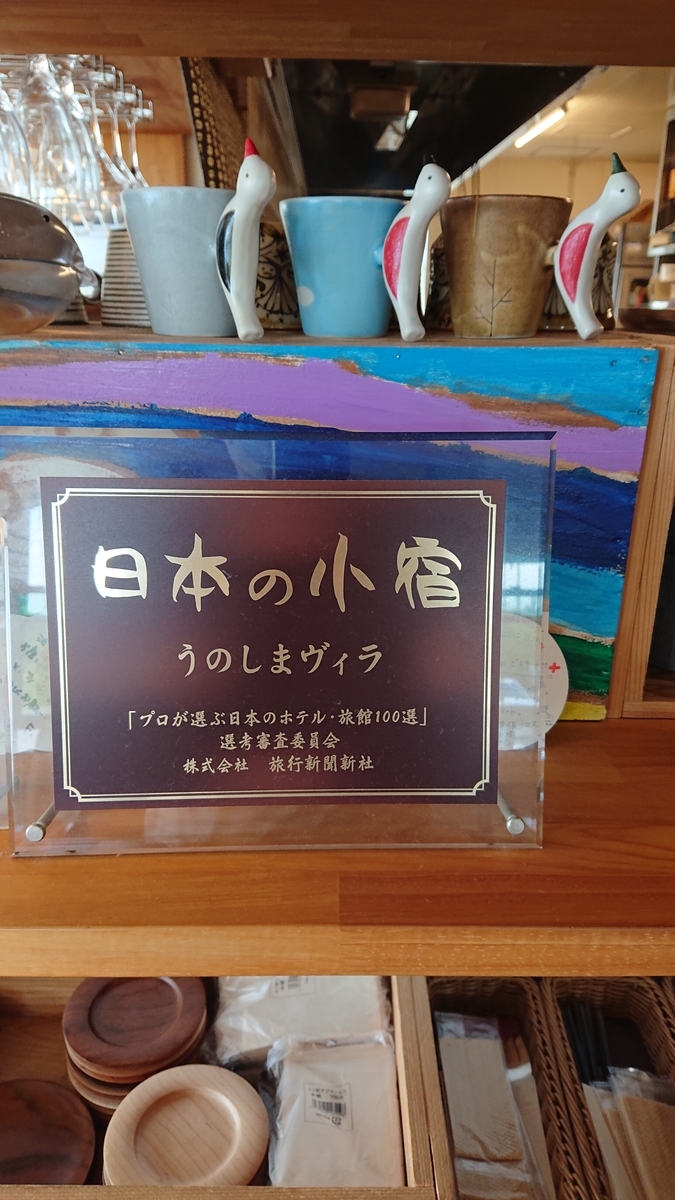 日本の小宿
うのしまヴィラ
「プロが選ぶ日本のホテル・旅館100選」
選考審査委員会
株式会社 旅行新聞新社